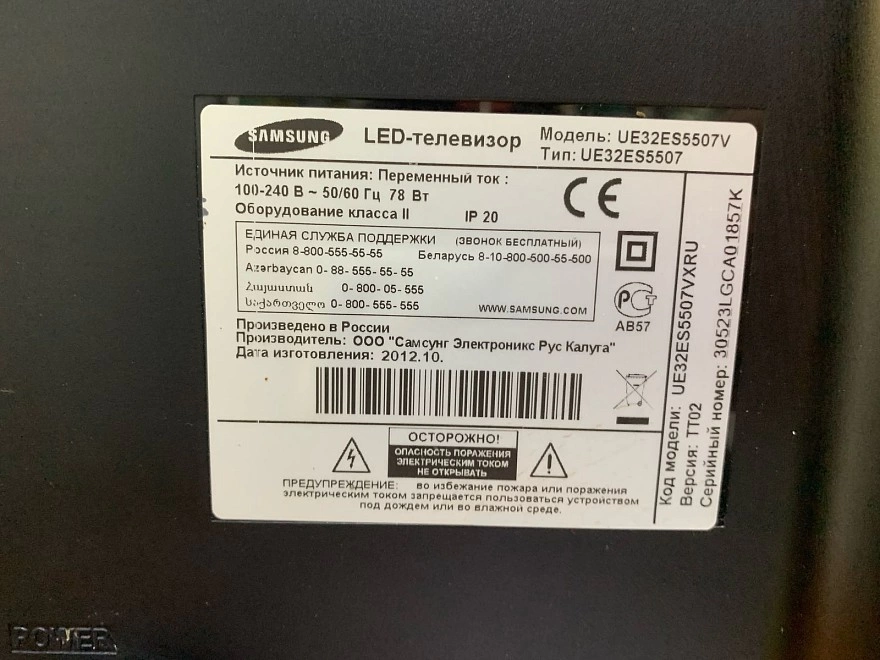 SAMSUNG
LED-телевизор
Модель: UE32ES5507V
Тип: UE32ES5507
Источник питания: Переменный ток :
100-240 В ~ 50/60 Гц 78 Вт
Оборудование класса II
IP 20
CE
ЕДИНАЯ СЛУЖБА ПОДДЕРЖКИ (ЗВОНОК БЕСПЛАТНЫЙ)
Россия 8-800-555-55-55 Беларусь 8-10-800-500-55-500
Azərbaycan 0- 88- 555- 55- 55
Հայաստան 0- 800- 05- 555
საქართველო 0- 800- 555- 555
WWW.SAMSUNG.COM
АВ57
Произведено в России
Производитель: ООО "Самсунг Электроникс Рус Калуга"
Дата изготовления: 2012.10.
ОСТОРОЖНО!
ОПАСНОСТЬ ПОРАЖЕНИЯ
ЭЛЕКТРИЧЕСКИМ ТОКОМ
НЕ ОТКРЫВАТЬ
ПРЕДУПРЕЖДЕНИЕ: во избежание пожара или поражения
электрическим током запрещается пользоваться устройством
под дождем или во влажной среде.
Код модели: UE32ES5507VXRU
Версия: TT02
Серийный номер: 30523LGCA01857K
POWER